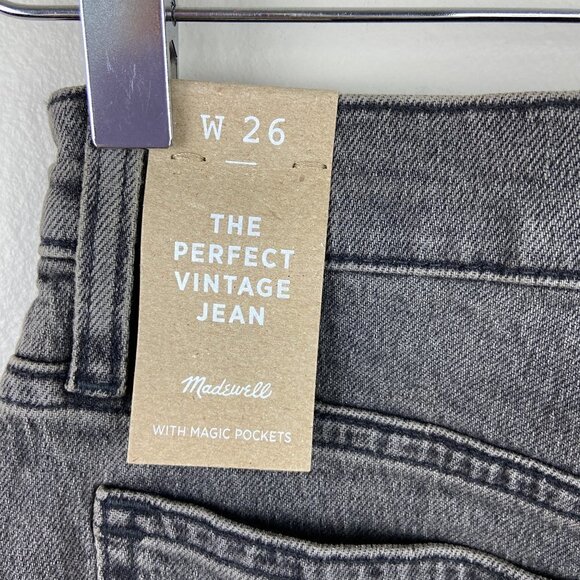 W 26
THE
PERFECT
VINTAGE
JEAN
Madewell
WITH MAGIC POCKETS